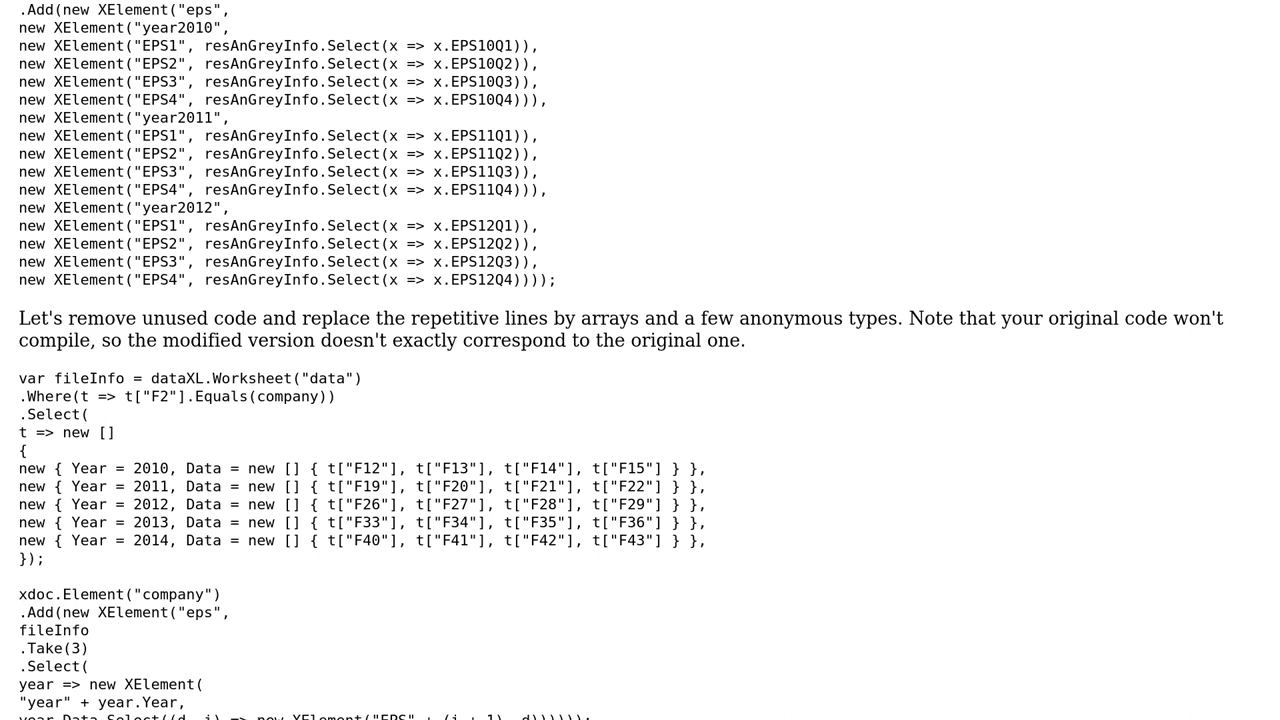 .Add(new XElement("eps",
new XElement("year2010",
new XElement("EPS1", resAnGreyInfo.Select(x => x.EPS10Q1)),
new XElement("EPS2", resAnGreyInfo.Select(x => x.EPS10Q2)),
new XElement("EPS3", resAnGreyInfo.Select(x => x.EPS10Q3)),
new XElement("EPS4", resAnGreyInfo.Select(x => x.EPS10Q4))),
new XElement("year2011",
new XElement("EPS1", resAnGreyInfo.Select(x => x.EPS11Q1)),
new XElement("EPS2", resAnGreyInfo.Select(x => x.EPS11Q2)),
new XElement("EPS3", resAnGreyInfo.Select(x => x.EPS11Q3)),
new XElement("EPS4", resAnGreyInfo.Select(x => x.EPS11Q4))),
new XElement("year2012",
new XElement("EPS1", resAnGreyInfo.Select(x => x.EPS12Q1)),
new XElement("EPS2", resAnGreyInfo.Select(x => x.EPS12Q2)),
new XElement("EPS3", resAnGreyInfo.Select(x => x.EPS12Q3)),
new XElement("EPS4", resAnGreyInfo.Select(x => x.EPS12Q4))));
Let's remove unused code and replace the repetitive lines by arrays and a few anonymous types. Note that your original code won't
compile, so the modified version doesn't exactly correspond to the original one.
var fileInfo = dataXL.Worksheet("data")
.Where(t => t["F2"].Equals(company))
.Select(
t => new []
{
new { Year = 2010, Data = new [] { t["F12"], t["F13"], t["F14"], t["F15"] } },
new { Year = 2011, Data = new [] { t["F19"], t["F20"], t["F21"], t["F22"] } },
new { Year = 2012, Data = new [] { t["F26"], t["F27"], t["F28"], t["F29"] } },
new { Year = 2013, Data = new [] { t["F33"], t["F34"], t["F35"], t["F36"] } },
new { Year = 2014, Data = new [] { t["F40"], t["F41"], t["F42"], t["F43"] } },
});
xdoc.Element("company")
.Add(new XElement("eps",
fileInfo
.Take(3)
.Select(
year => new XElement(
"year" + year.Year,
year.Data.Select((d, i) => new XElement("EPS" + (i + 1), d))))));